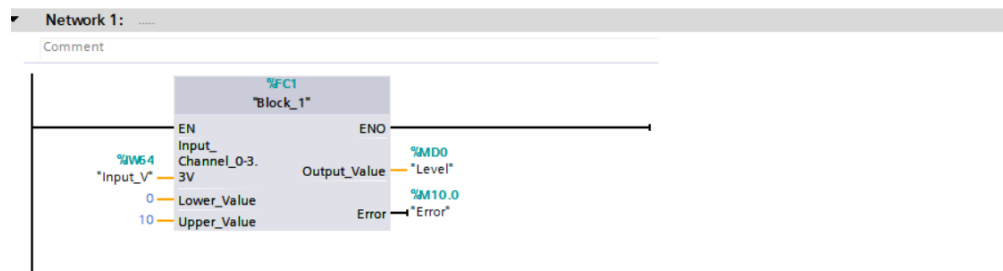 Network 1: .....
Comment
%FC1
"Block_1"
EN
ENO
%IW64
"Input_V"
Input_
Channel_0-3.
3V
Output_Value
%MD0
"Level"
0
Lower_Value
10
Upper_Value
Error
%M10.0
"Error"